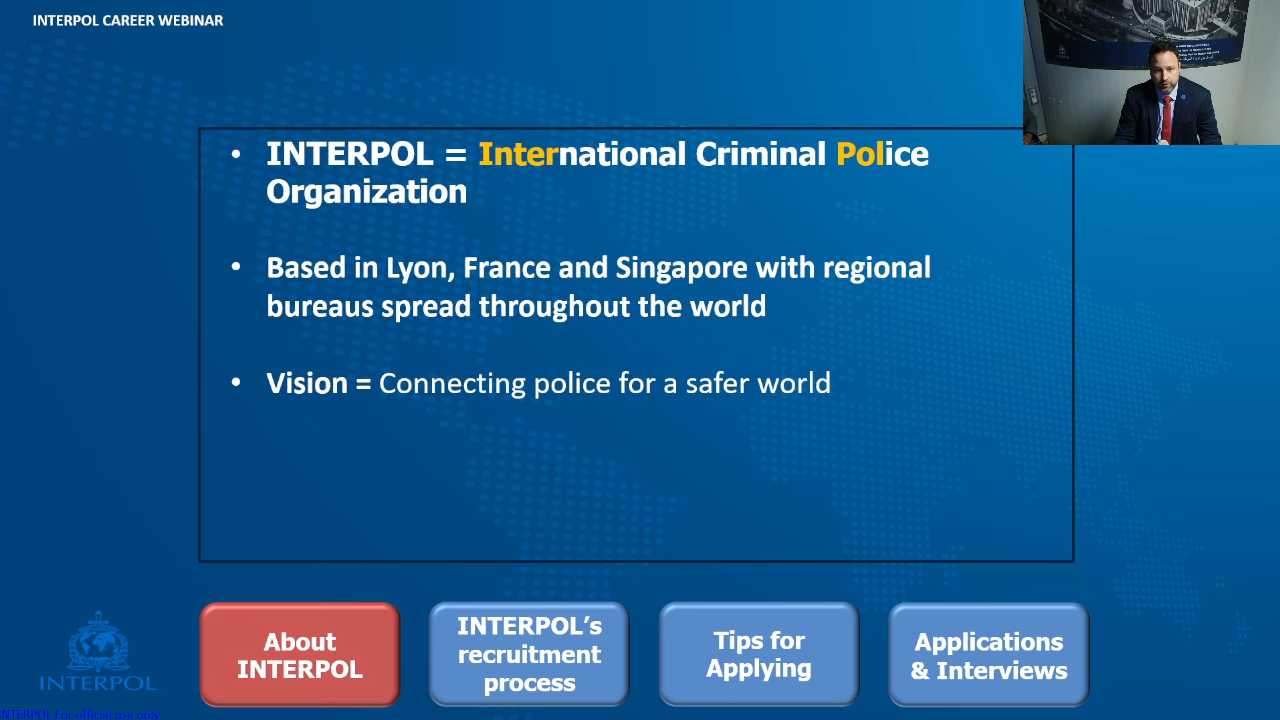 INTERPOL CAREER WEBINAR
• INTERPOL = International Criminal Police
Organization
• Based in Lyon, France and Singapore with regional
bureaus spread throughout the world
• Vision = Connecting police for a safer world
About
INTERPOL
INTERPOL’s
recruitment
process
Tips for
Applying
Applications
& Interviews
INTERPOL
INTERPOL For official use only